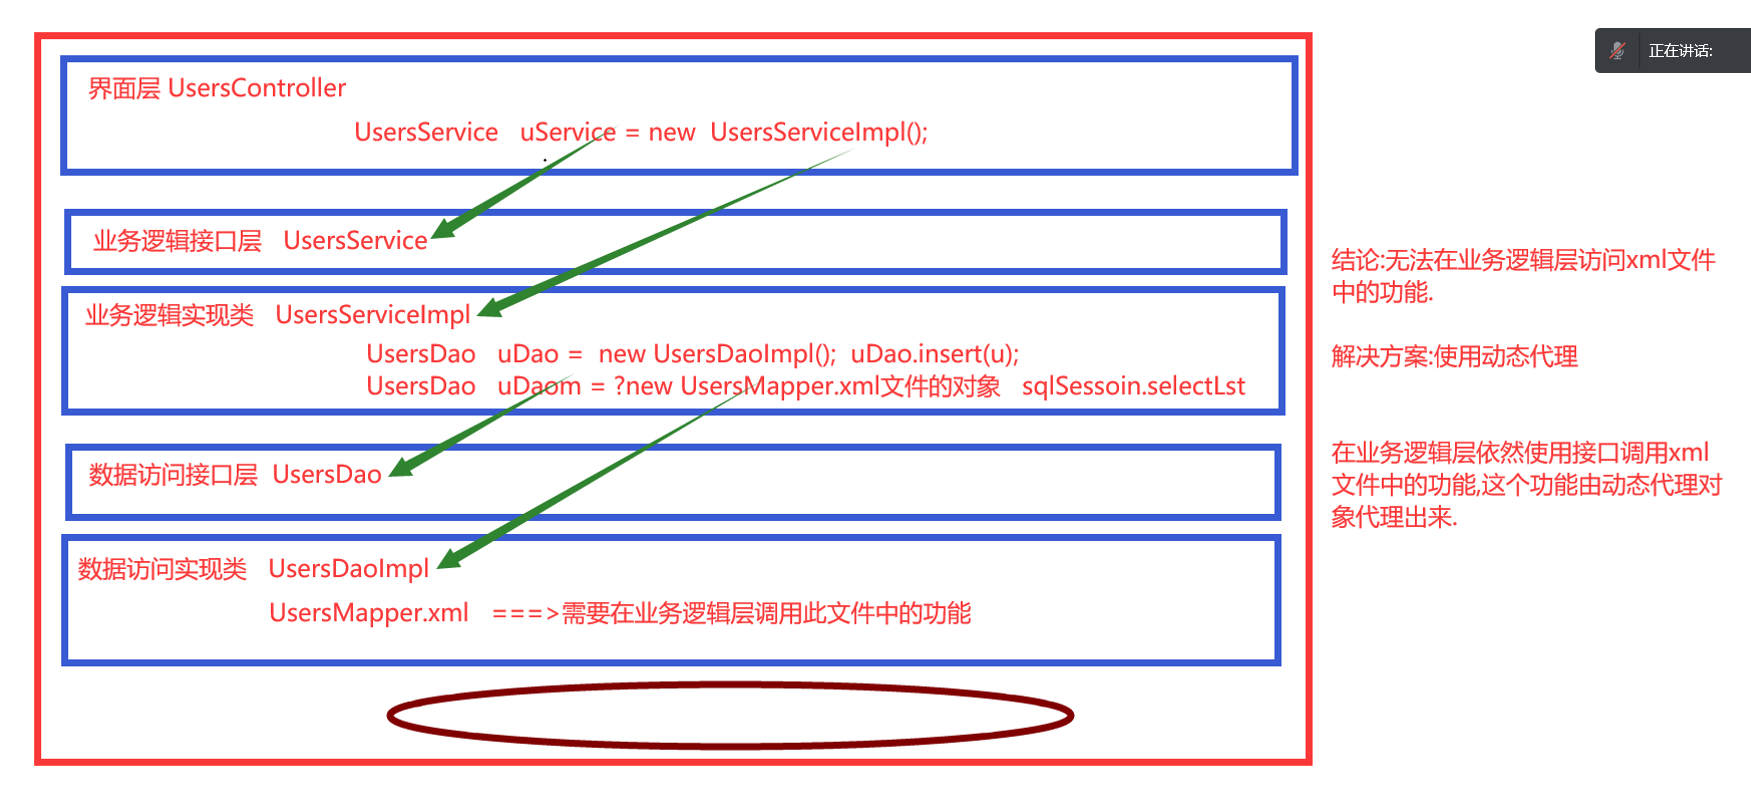 正在讲话:
界面层 UsersController
UsersService uService = new UsersServiceImpl();
业务逻辑接口层 UsersService
业务逻辑实现类 UsersServiceImpl
UsersDao uDao = new UsersDaoImpl(); uDao.insert(u);
UsersDao uDaom = ?new UsersMapper.xml文件的对象 sqlSessoin.selectLst
数据访问接口层 UsersDao
数据访问实现类 UsersDaoImpl
UsersMapper.xml ===>需要在业务逻辑层调用此文件中的功能
结论:无法在业务逻辑层访问xml文件
中的功能.
解决方案:使用动态代理
在业务逻辑层依然使用接口调用xml
文件中的功能,这个功能由动态代理对
象代理出来.